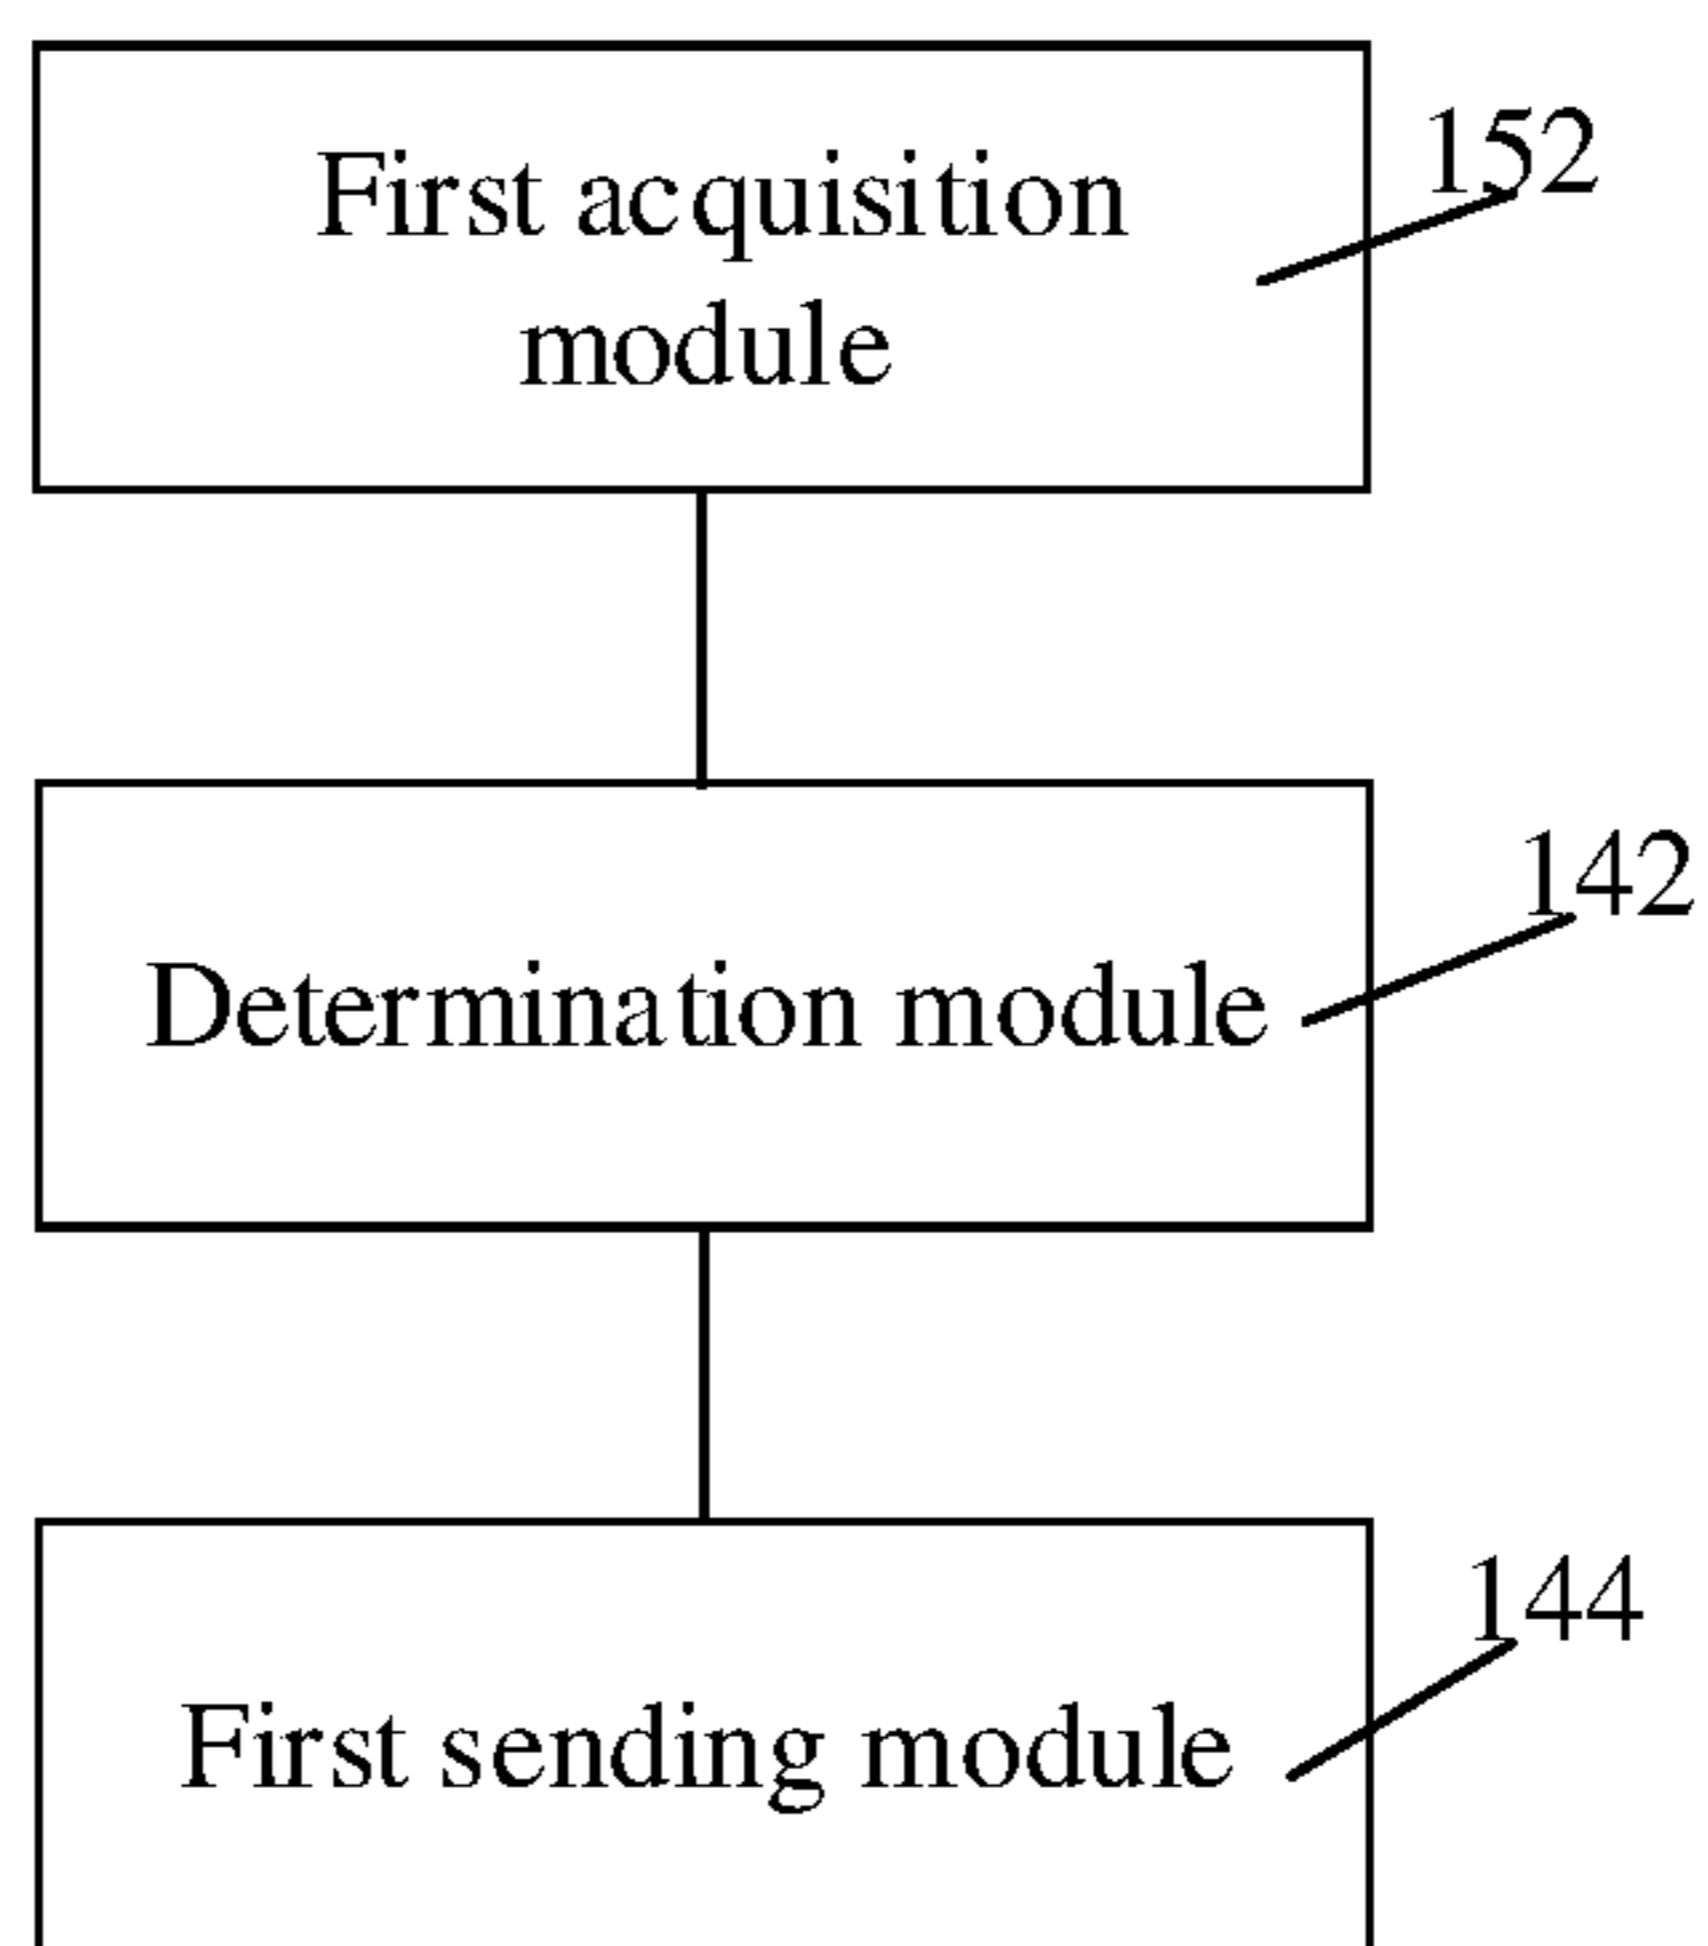 152
First acquisition
module
142
Determination module
144
First sending module